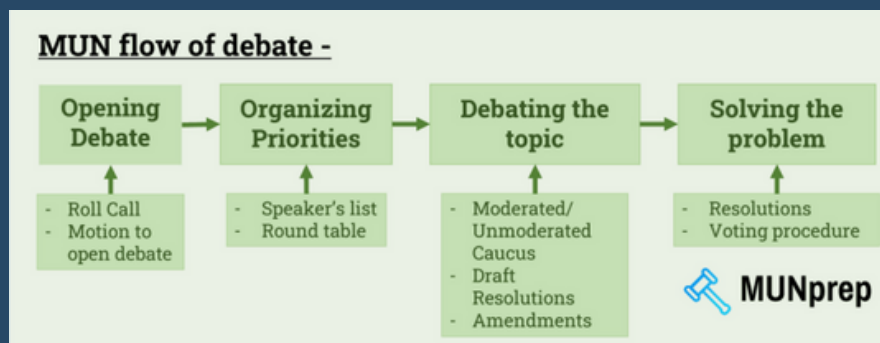 MUN flow of debate -
Opening
Debate
Organizing
Priorities
Debating the
topic
Solving the
problem
- Roll Call
- Motion to
open debate
- Speaker's list
- Round table
- Moderated/
Unmoderated
Caucus
- Draft
Resolutions
- Amendments
- Resolutions
- Voting procedure
MUNprep